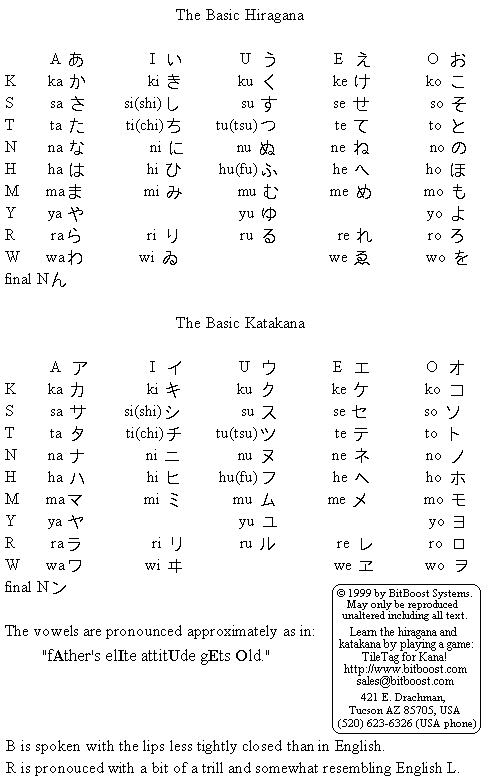 The Basic Hiragana
A あ I い U う E え O お
K ka か ki き ku く ke け ko こ
S sa さ si(shi) し su す se せ so そ
T ta た ti(chi) ち tu(tsu) つ te て to と
N na な ni に nu ぬ ne ね no の
H ha は hi ひ hu(fu) ふ he へ ho ほ
M ma ま mi み mu む me め mo も
Y ya や yu ゆ yo よ
R ra ら ri り ru る re れ ro ろ
W wa わ wi ゐ we ゑ wo を
final N ん
The Basic Katakana
A ア I イ U ウ E エ O オ
K ka カ ki キ ku ク ke ケ ko コ
S sa サ si(shi) シ su ス se セ so ソ
T ta タ ti(chi) チ tu(tsu) ツ te テ to ト
N na ナ ni ニ nu ヌ ne ネ no ノ
H ha ハ hi ヒ hu(fu) フ he ヘ ho ホ
M ma マ mi ミ mu ム me メ mo モ
Y ya ヤ yu ユ yo ヨ
R ra ラ ri リ ru ル re レ ro ロ
W wa ワ wi ヰ we ヱ wo ヲ
final N ン
The vowels are pronounced approximately as in:
"fAther's elIte attitUde gEts Old."
© 1999 by BitBoost Systems.
May only be reproduced
unaltered including all text.
Learn the hiragana and
katakana by playing a game:
TileTag for Kana!
http://www.bitboost.com
sales@bitboost.com
421 E. Drachman,
Tucson AZ 85705, USA
(520) 623-6326 (USA phone)
B is spoken with the lips less tightly closed than in English.
R is pronouced with a bit of a trill and somewhat resembling English L.